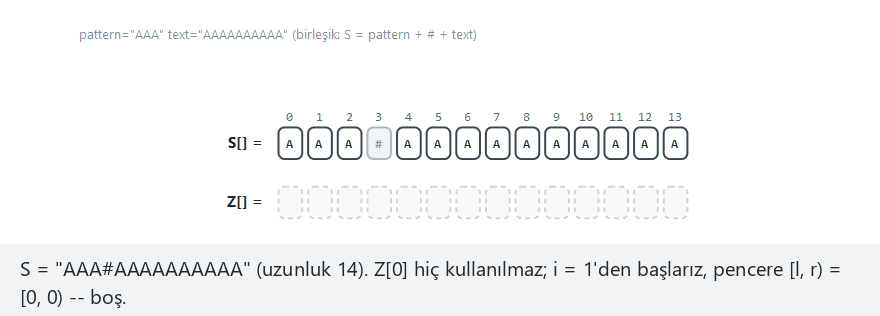 pattern="AAA" text="AAAAAAAAAA" (birleşik: S = pattern + # + text)
0 1 2 3 4 5 6 7 8 9 10 11 12 13
S[] = A A A # A A A A A A A A A A
Z[] =
S = "AAA#AAAAAAAAAA" (uzunluk 14). Z[0] hiç kullanılmaz; i = 1'den başlarız, pencere [l, r) =
[0, 0) -- boş.